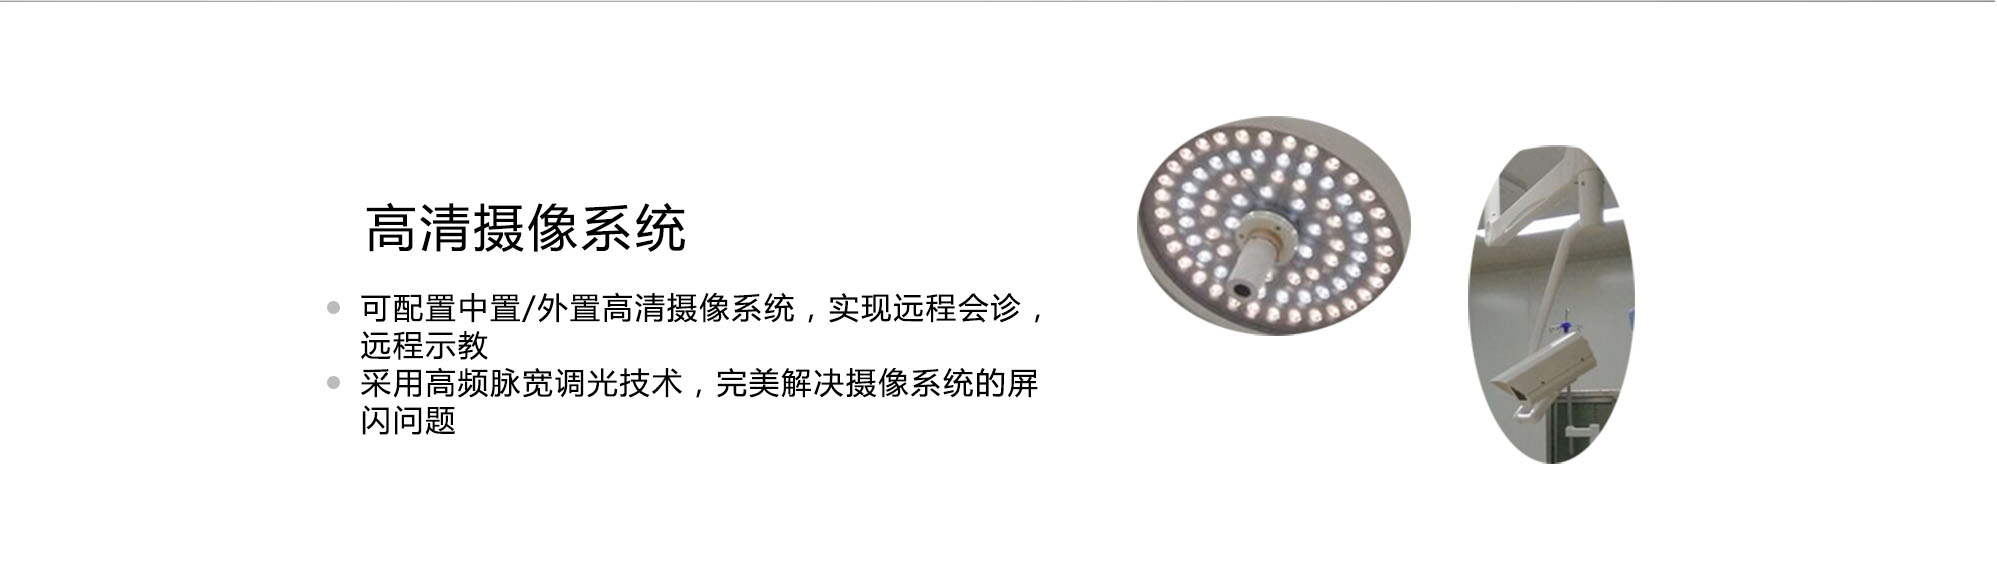 高清摄像系统
可配置中置/外置高清摄像系统，实现远程会诊，
远程示教
采用高频脉宽调光技术，完美解决摄像系统的屏
闪问题